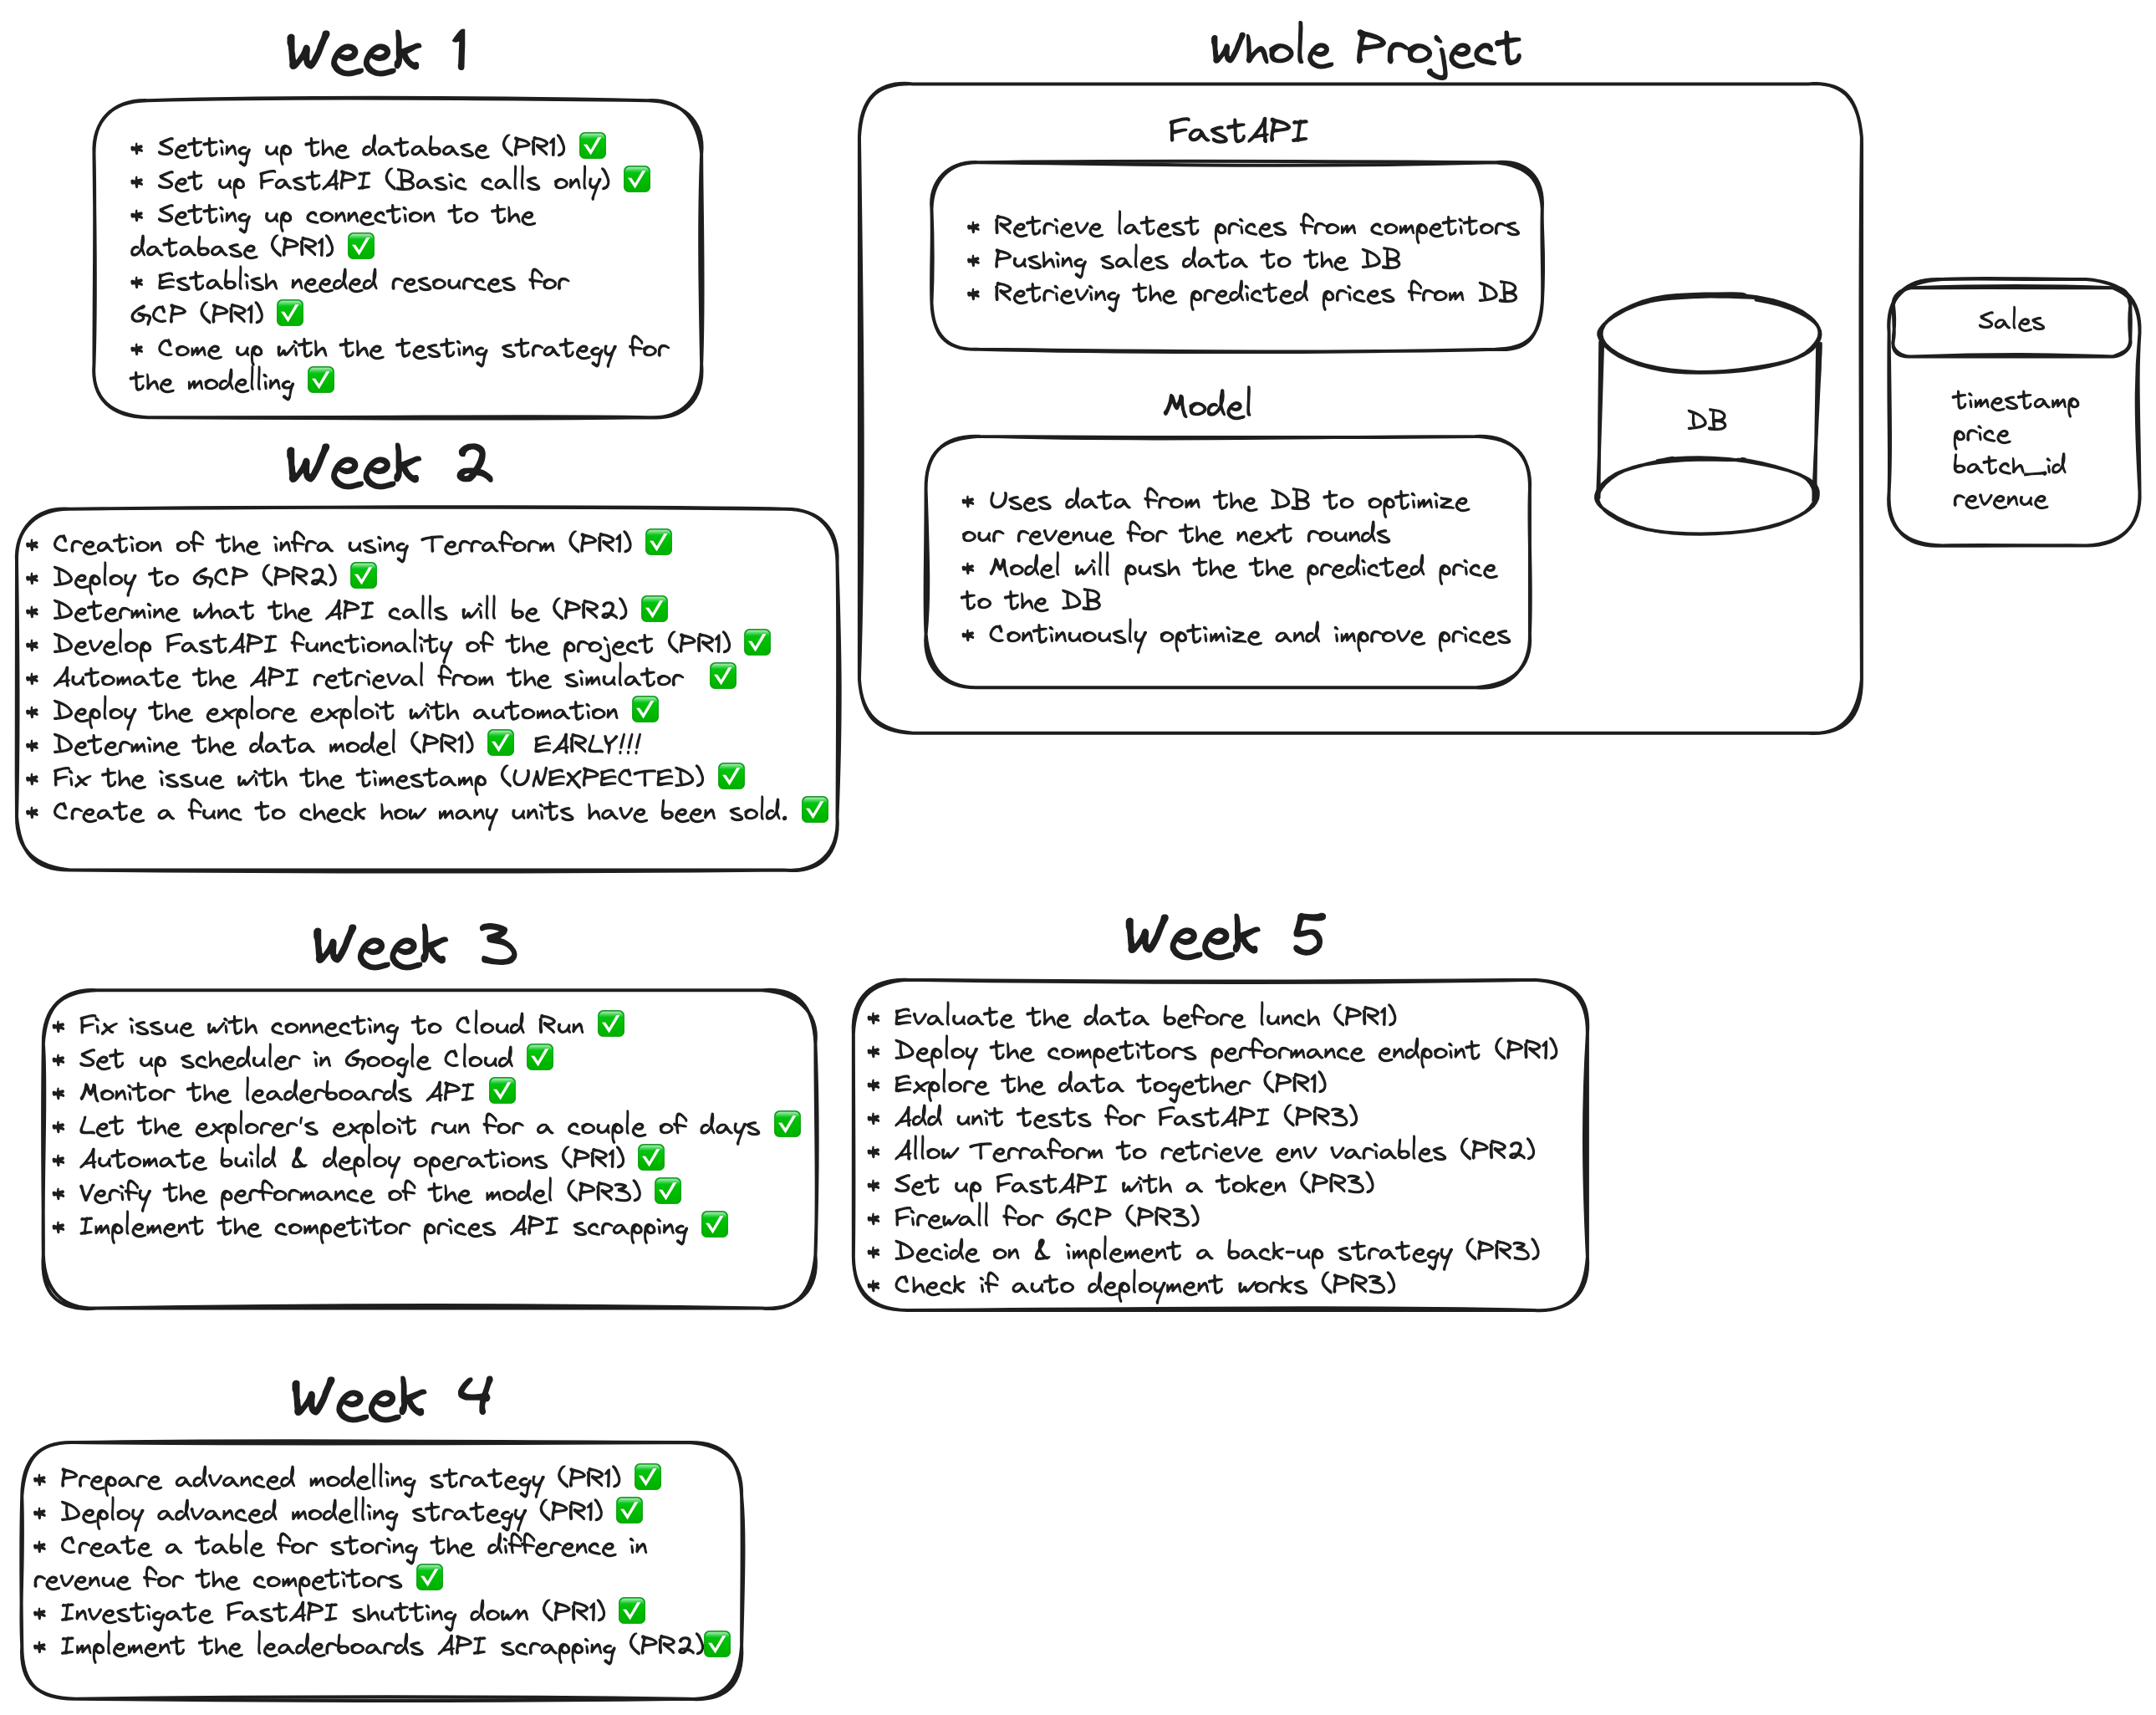 Week 1
* Setting up the database (PR1) ✅
* Set up FastAPI (Basic calls only) ✅
* Setting up connection to the
database (PR1) ✅
* Establish needed resources for
GCP (PR1) ✅
* Come up with the testing strategy for
the modelling ✅
Week 2
* Creation of the infra using Terraform (PR1) ✅
* Deploy to GCP (PR2) ✅
* Determine what the API calls will be (PR2) ✅
* Develop FastAPI functionality of the project (PR1) ✅
* Automate the API retrieval from the simulator ✅
* Deploy the explore exploit with automation ✅
* Determine the data model (PR1) ✅ EARLY!!!
* Fix the issue with the timestamp (UNEXPECTED) ✅
* Create a func to check how many units have been sold. ✅
Whole Project
FastAPI
* Retrieve latest prices from competitors
* Pushing sales data to the DB
* Retrieving the predicted prices from DB
Model
* Uses data from the DB to optimize
our revenue for the next rounds
* Model will push the the predicted price
to the DB
* Continuously optimize and improve prices
DB
Sales
timestamp
price
batch_id
revenue
Week 3
* Fix issue with connecting to Cloud Run ✅
* Set up scheduler in Google Cloud ✅
* Monitor the leaderboards API ✅
* Let the explorer's exploit run for a couple of days ✅
* Automate build & deploy operations (PR1) ✅
* Verify the performance of the model (PR3) ✅
* Implement the competitor prices API scrapping ✅
Week 5
* Evaluate the data before lunch (PR1)
* Deploy the competitors performance endpoint (PR1)
* Explore the data together (PR1)
* Add unit tests for FastAPI (PR3)
* Allow Terraform to retrieve env variables (PR2)
* Set up FastAPI with a token (PR3)
* Firewall for GCP (PR3)
* Decide on & implement a back-up strategy (PR3)
* Check if auto deployment works (PR3)
Week 4
* Prepare advanced modelling strategy (PR1) ✅
* Deploy advanced modelling strategy (PR1) ✅
* Create a table for storing the difference in
revenue for the competitors ✅
* Investigate FastAPI shutting down (PR1) ✅
* Implement the leaderboards API scrapping (PR2)✅